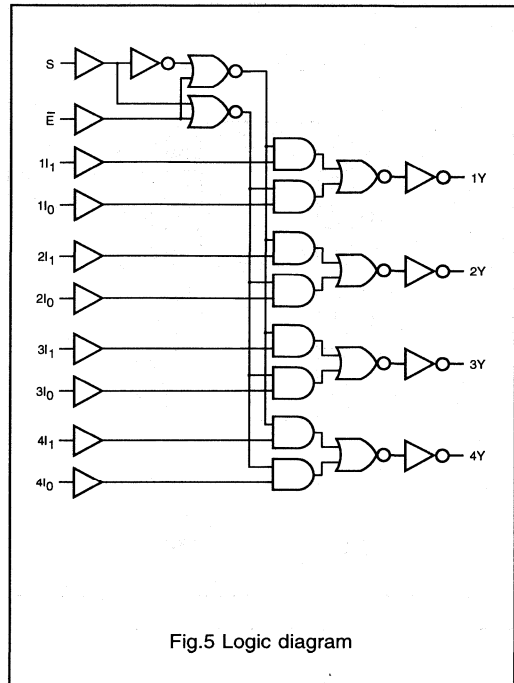 S
E̅
1I₁
1I₀
1Y
2I₁
2I₀
2Y
3I₁
3I₀
3Y
4I₁
4I₀
4Y
Fig.5 Logic diagram